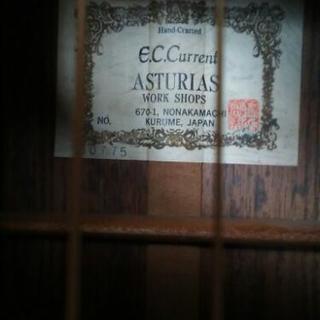 Hand-Crafted
E.C.Current
ASTURIAS
WORK SHOPS
670-1, NONAKAMACHI
NO. KURUME, JAPAN